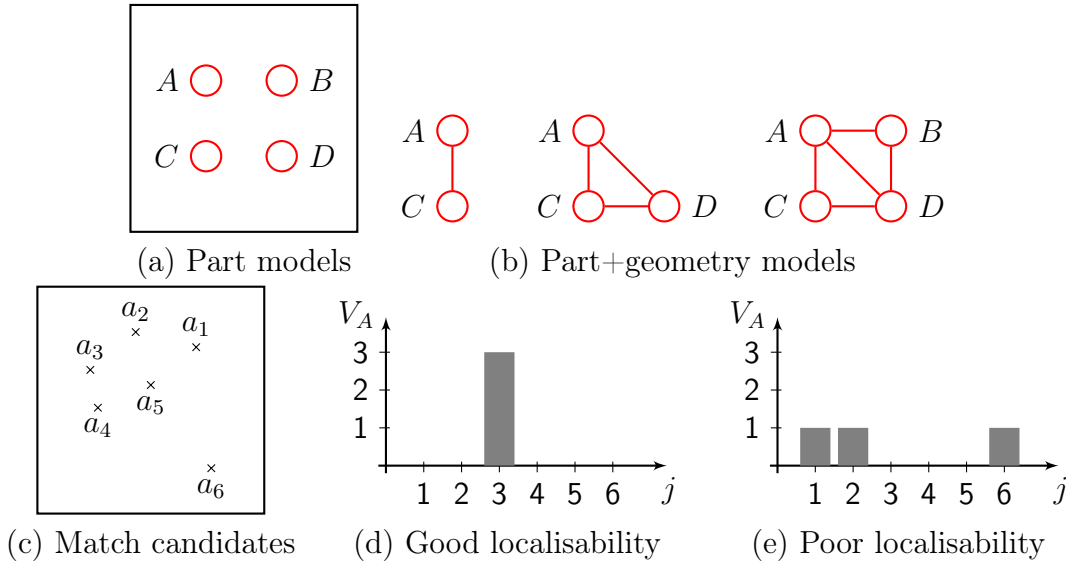 A B
C D
A
C
A
C D
A B
C D
(a) Part models
(b) Part+geometry models
a₁
a₂
a₃
a₄
a₅
a₆
(c) Match candidates
V_A
3
2
1
1 2 3 4 5 6 j
(d) Good localisability
V_A
3
2
1
1 2 3 4 5 6 j
(e) Poor localisability